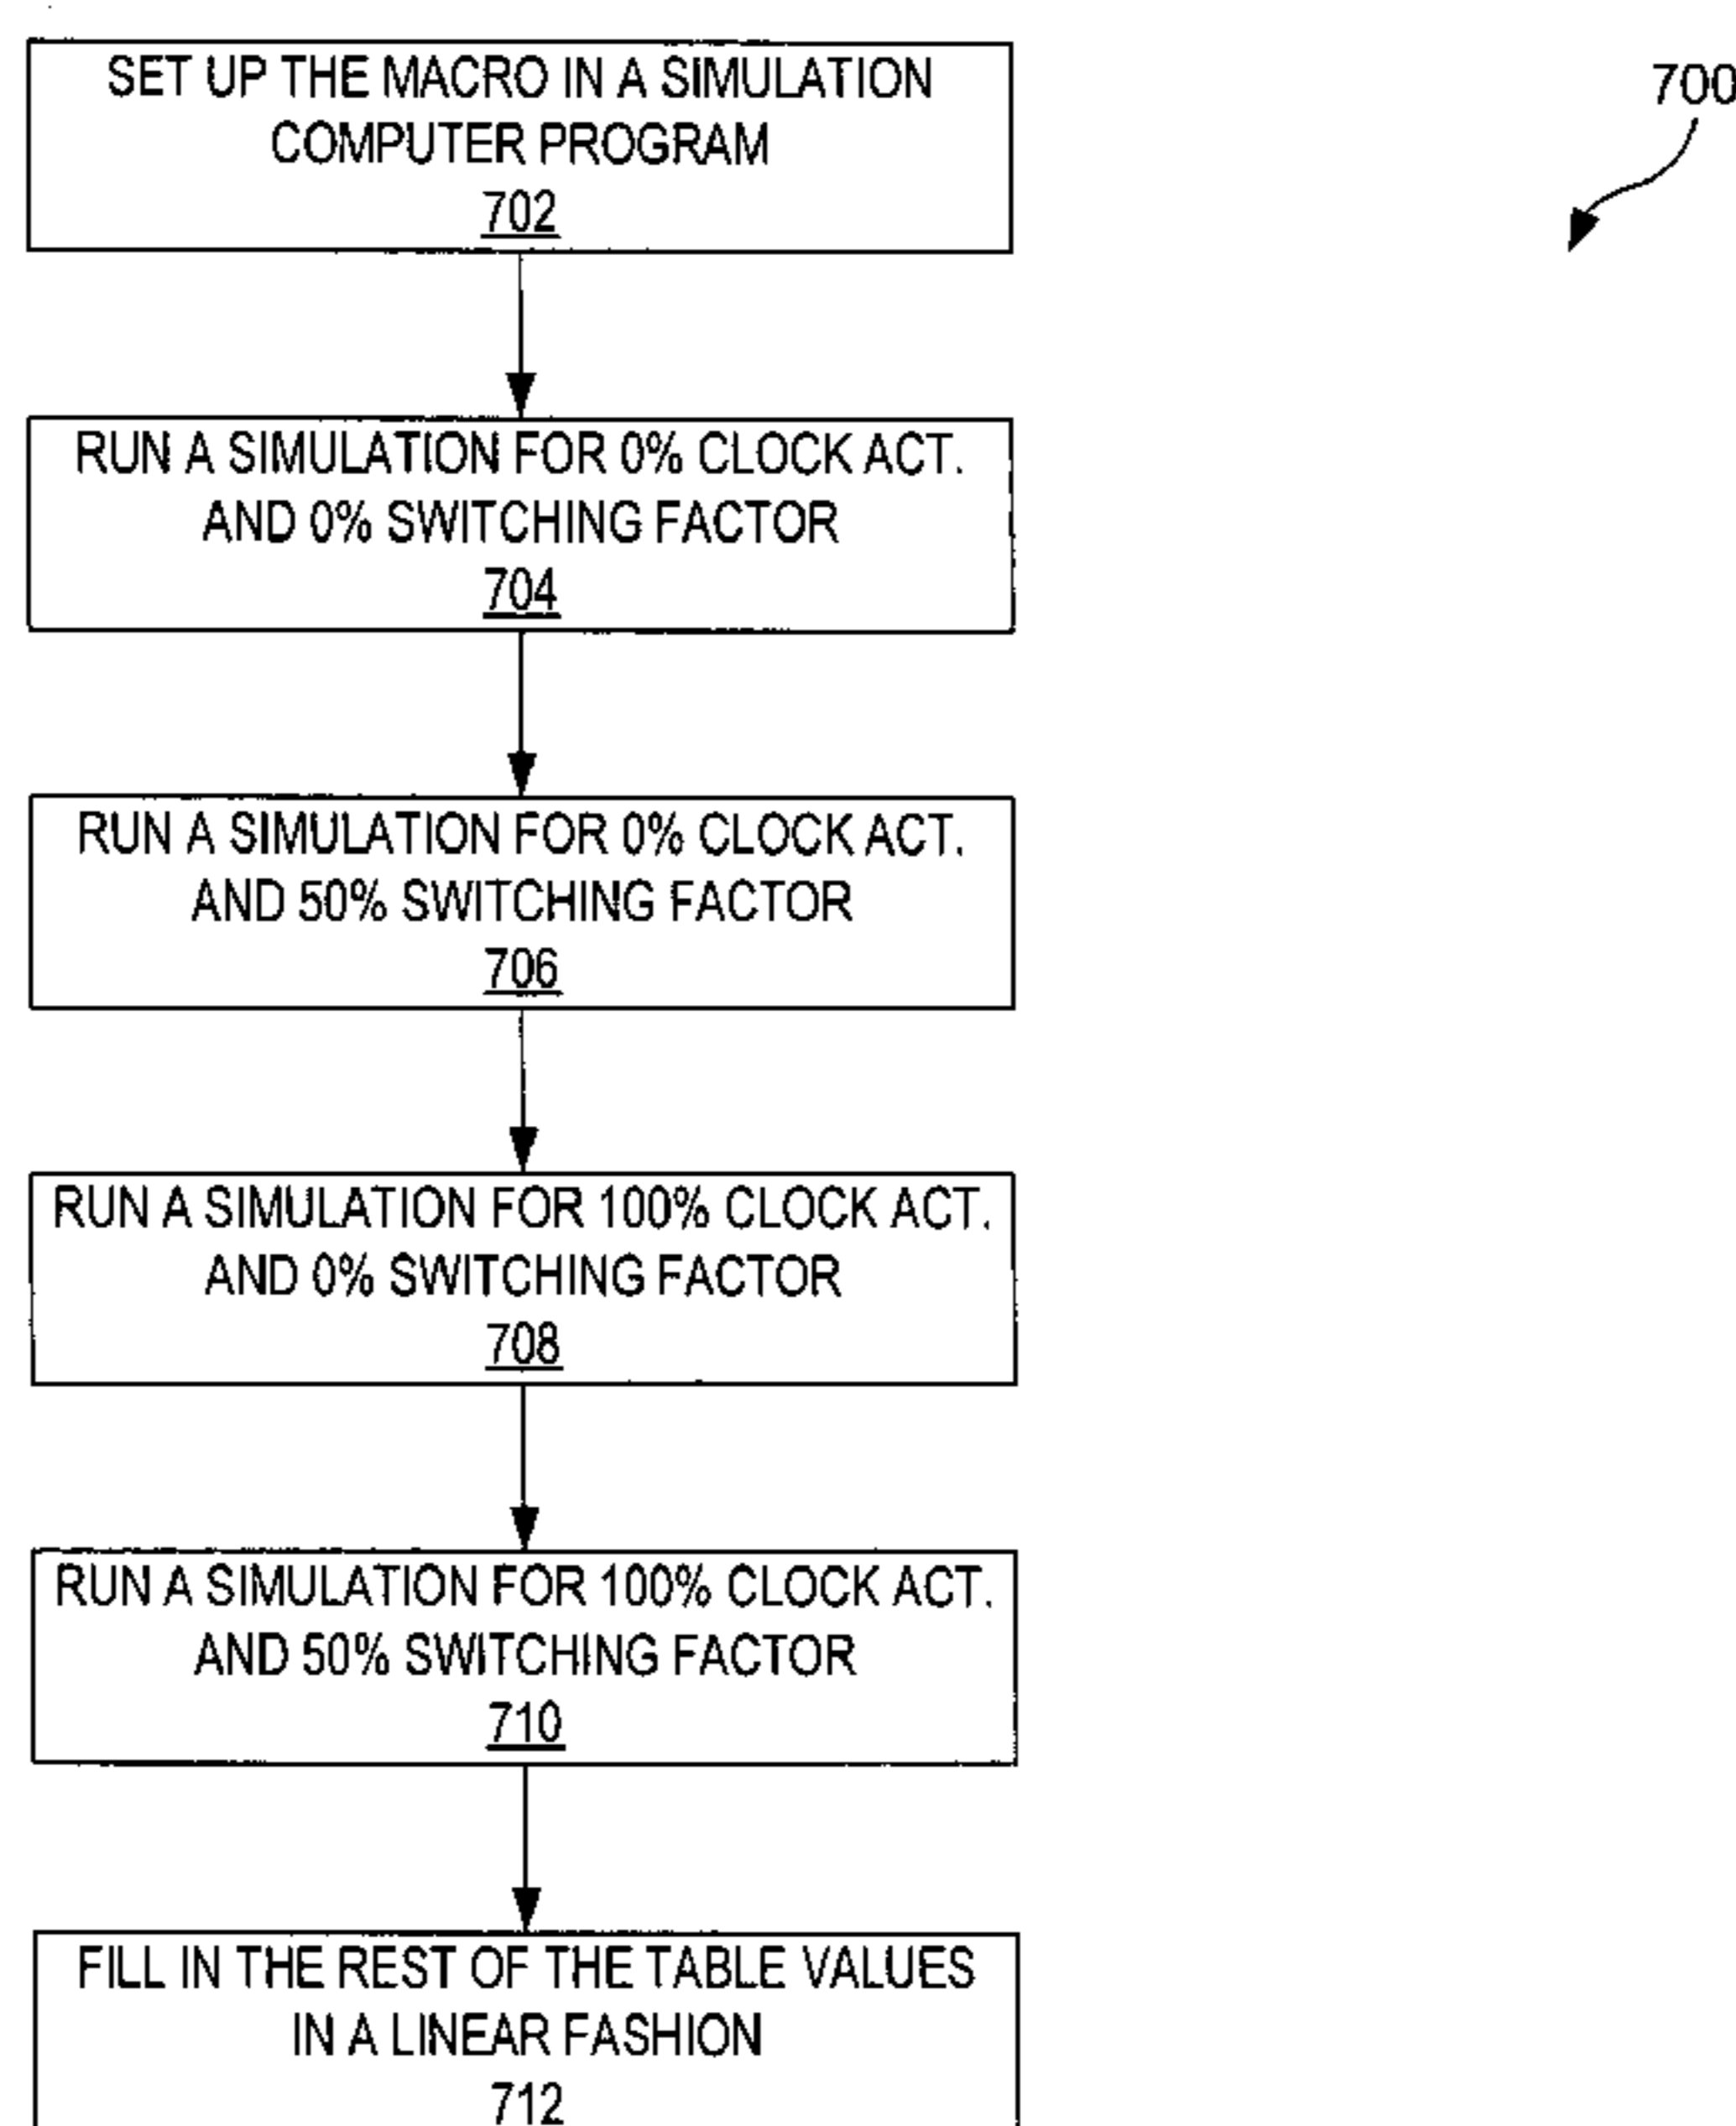 700
SET UP THE MACRO IN A SIMULATION
COMPUTER PROGRAM
702
RUN A SIMULATION FOR 0% CLOCK ACT.
AND 0% SWITCHING FACTOR
704
RUN A SIMULATION FOR 0% CLOCK ACT.
AND 50% SWITCHING FACTOR
706
RUN A SIMULATION FOR 100% CLOCK ACT.
AND 0% SWITCHING FACTOR
708
RUN A SIMULATION FOR 100% CLOCK ACT.
AND 50% SWITCHING FACTOR
710
FILL IN THE REST OF THE TABLE VALUES
IN A LINEAR FASHION
712